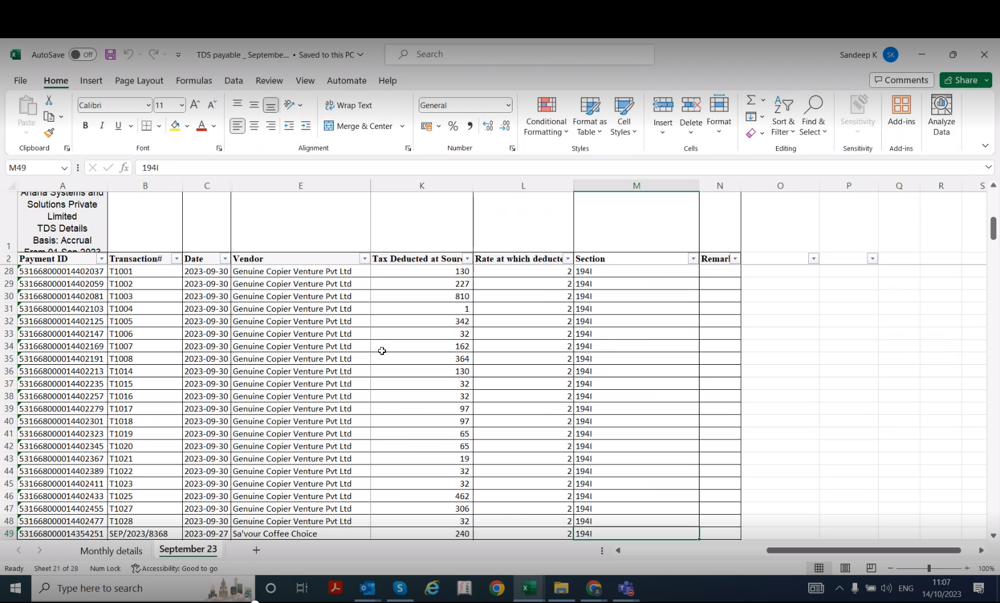 AutoSave Off TDS payable _ Septembe... • Saved to this PC Search Sandeep K SK
File Home Insert Page Layout Formulas Data Review View Automate Help Comments Share
Paste Calibri 11 Wrap Text General Conditional Formatting Format as Table Cell Styles Insert Delete Format Sort & Filter Find & Select Sensitivity Add-ins Analyze Data
B I U Merge & Center
Clipboard Font Alignment Number Styles Cells Editing Sensitivity Add-ins
M49 fx 194I
A B C E K L M N O P Q R S
Solutions Private
Limited
TDS Details
Basis: Accrual
1 From 01 Sep 2023
2 Payment ID Transaction# Date Vendor Tax Deducted at Sour Rate at which deducte Section Remar
28 531668000014402037 T1001 2023-09-30 Genuine Copier Venture Pvt Ltd 130 2 194I
29 531668000014402059 T1002 2023-09-30 Genuine Copier Venture Pvt Ltd 227 2 194I
30 531668000014402081 T1003 2023-09-30 Genuine Copier Venture Pvt Ltd 810 2 194I
31 531668000014402103 T1004 2023-09-30 Genuine Copier Venture Pvt Ltd 1 2 194I
32 531668000014402125 T1005 2023-09-30 Genuine Copier Venture Pvt Ltd 342 2 194I
33 531668000014402147 T1006 2023-09-30 Genuine Copier Venture Pvt Ltd 32 2 194I
34 531668000014402169 T1007 2023-09-30 Genuine Copier Venture Pvt Ltd 162 2 194I
35 531668000014402191 T1008 2023-09-30 Genuine Copier Venture Pvt Ltd 364 2 194I
36 531668000014402213 T1014 2023-09-30 Genuine Copier Venture Pvt Ltd 130 2 194I
37 531668000014402235 T1015 2023-09-30 Genuine Copier Venture Pvt Ltd 32 2 194I
38 531668000014402257 T1016 2023-09-30 Genuine Copier Venture Pvt Ltd 32 2 194I
39 531668000014402279 T1017 2023-09-30 Genuine Copier Venture Pvt Ltd 97 2 194I
40 531668000014402301 T1018 2023-09-30 Genuine Copier Venture Pvt Ltd 97 2 194I
41 531668000014402323 T1019 2023-09-30 Genuine Copier Venture Pvt Ltd 65 2 194I
42 531668000014402345 T1020 2023-09-30 Genuine Copier Venture Pvt Ltd 65 2 194I
43 531668000014402367 T1021 2023-09-30 Genuine Copier Venture Pvt Ltd 19 2 194I
44 531668000014402389 T1022 2023-09-30 Genuine Copier Venture Pvt Ltd 32 2 194I
45 531668000014402411 T1023 2023-09-30 Genuine Copier Venture Pvt Ltd 32 2 194I
46 531668000014402433 T1025 2023-09-30 Genuine Copier Venture Pvt Ltd 462 2 194I
47 531668000014402455 T1027 2023-09-30 Genuine Copier Venture Pvt Ltd 306 2 194I
48 531668000014402477 T1028 2023-09-30 Genuine Copier Venture Pvt Ltd 32 2 194I
49 531668000014354251 SEP/2023/8368 2023-09-27 Sa'vour Coffee Choice 240 2 194I
Monthly details September 23
Ready Sheet 21 of 28 Num Lock Accessibility: Good to go 100%
Type here to search ENG 11:07
14/10/2023